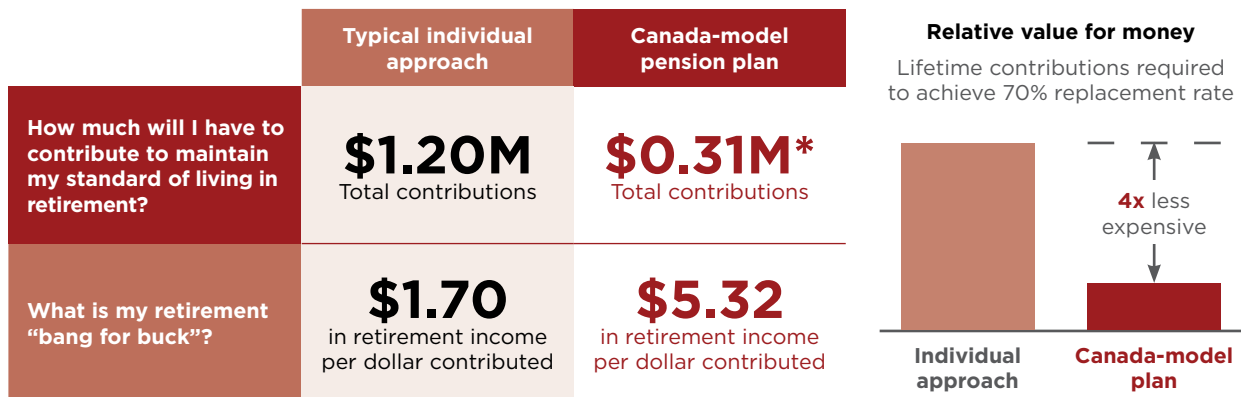 Typical individual
approach
Canada-model
pension plan
How much will I have to
contribute to maintain
my standard of living in
retirement?
$1.20M
Total contributions
$0.31M*
Total contributions
What is my retirement
“bang for buck”?
$1.70
in retirement income
per dollar contributed
$5.32
in retirement income
per dollar contributed
Relative value for money
Lifetime contributions required
to achieve 70% replacement rate
4x less
expensive
Individual
approach
Canada-model
plan